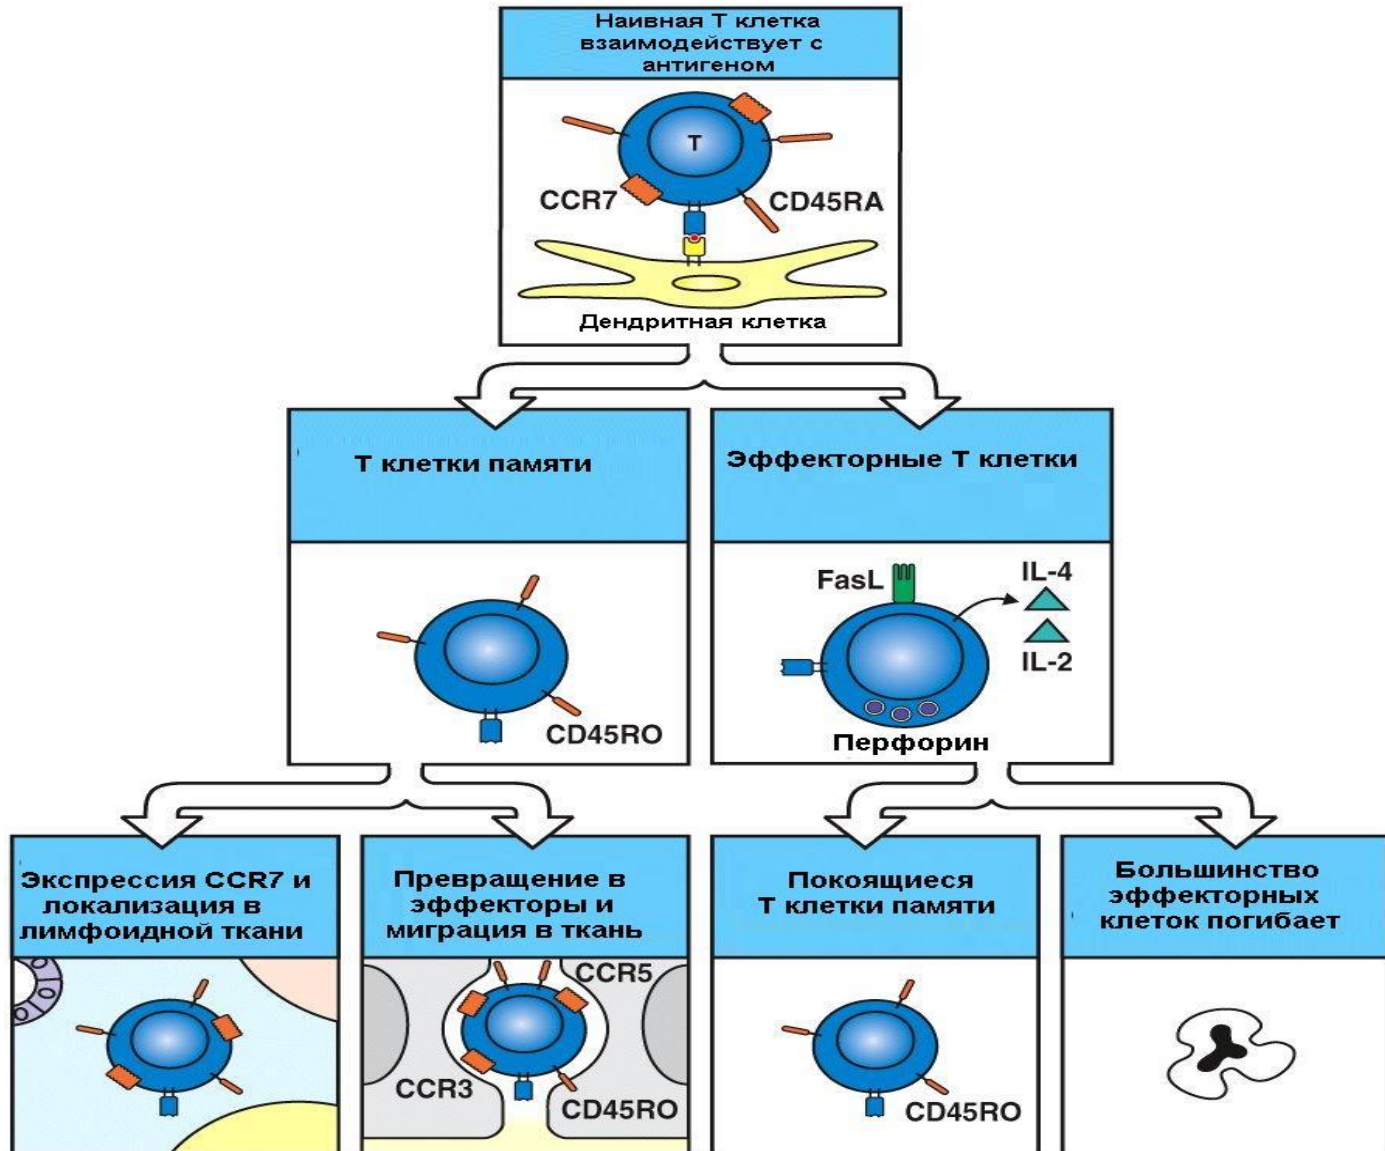 Наивная Т клетка
взаимодействует с
антигеном
T
CCR7
CD45RA
Дендритная клетка
Т клетки памяти
CD45RO
Эффекторные Т клетки
FasL
IL-4
IL-2
Перфорин
Экспрессия CCR7 и
локализация в
лимфоидной ткани
Превращение в
эффекторы и
миграция в ткань
CCR5
CCR3
CD45RO
Покоящиеся
Т клетки памяти
CD45RO
Большинство
эффекторных
клеток погибает